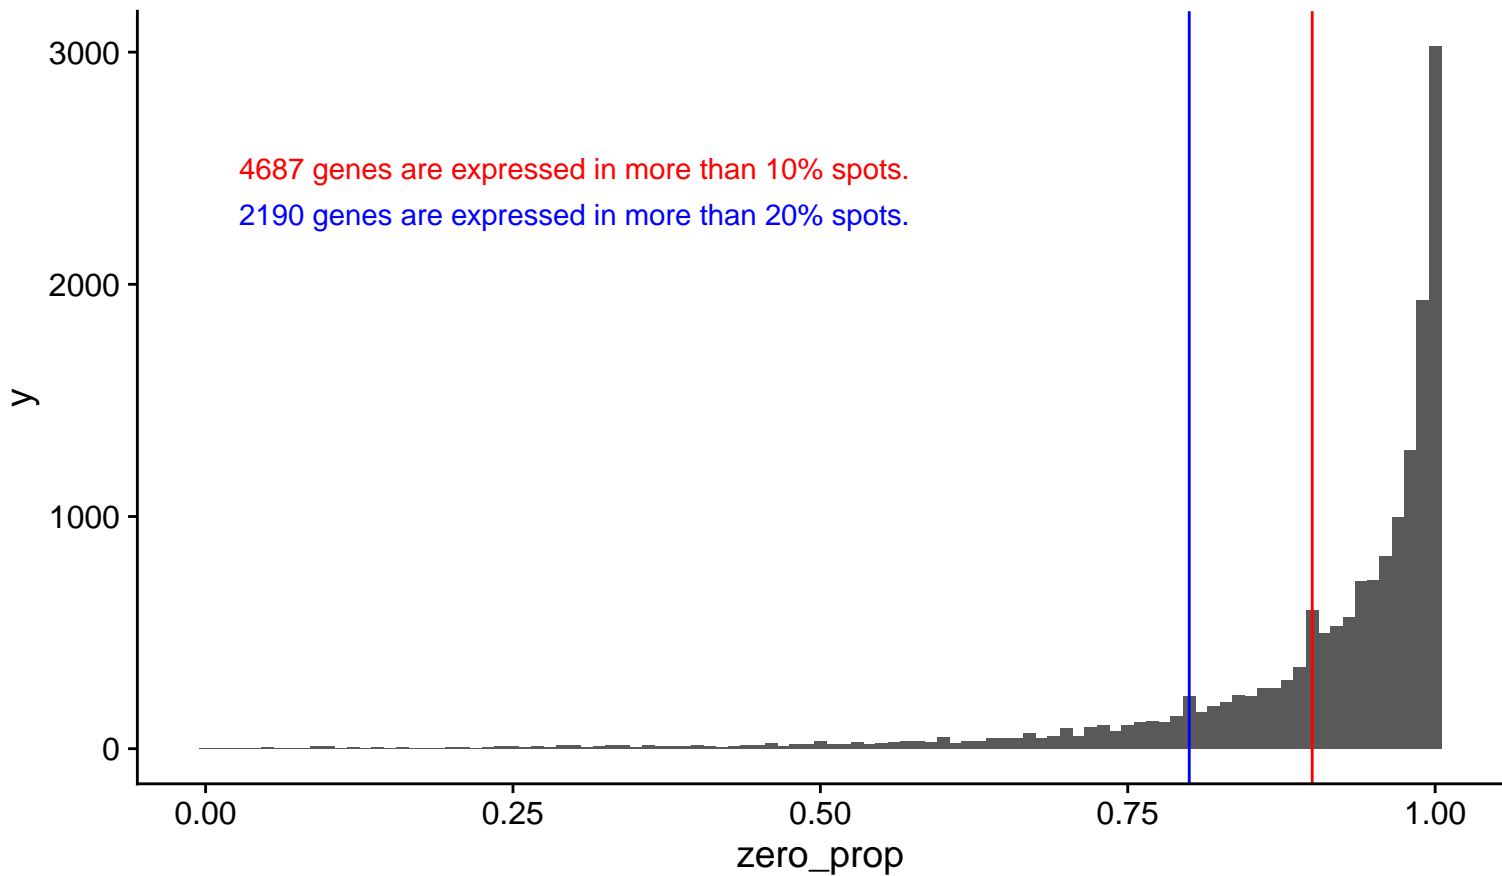 3000
4687 genes are expressed in more than 10% spots.
2190 genes are expressed in more than 20% spots.
2000
y
1000
0
0.00 0.25 0.50 0.75 1.00
zero_prop